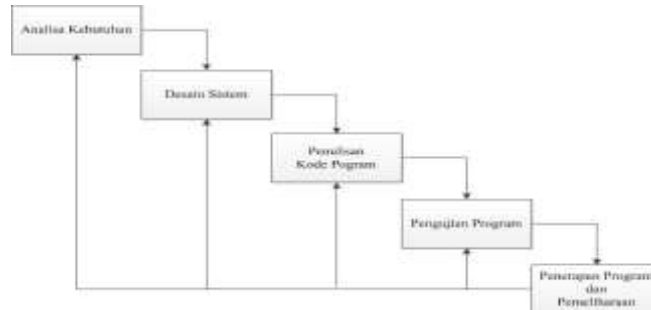 Analisa Kebutuhan
Desain Sistem
Penulisan
Kode Pogram
Pengujian Program
Penerapan Program
dan
Pemeliharaan